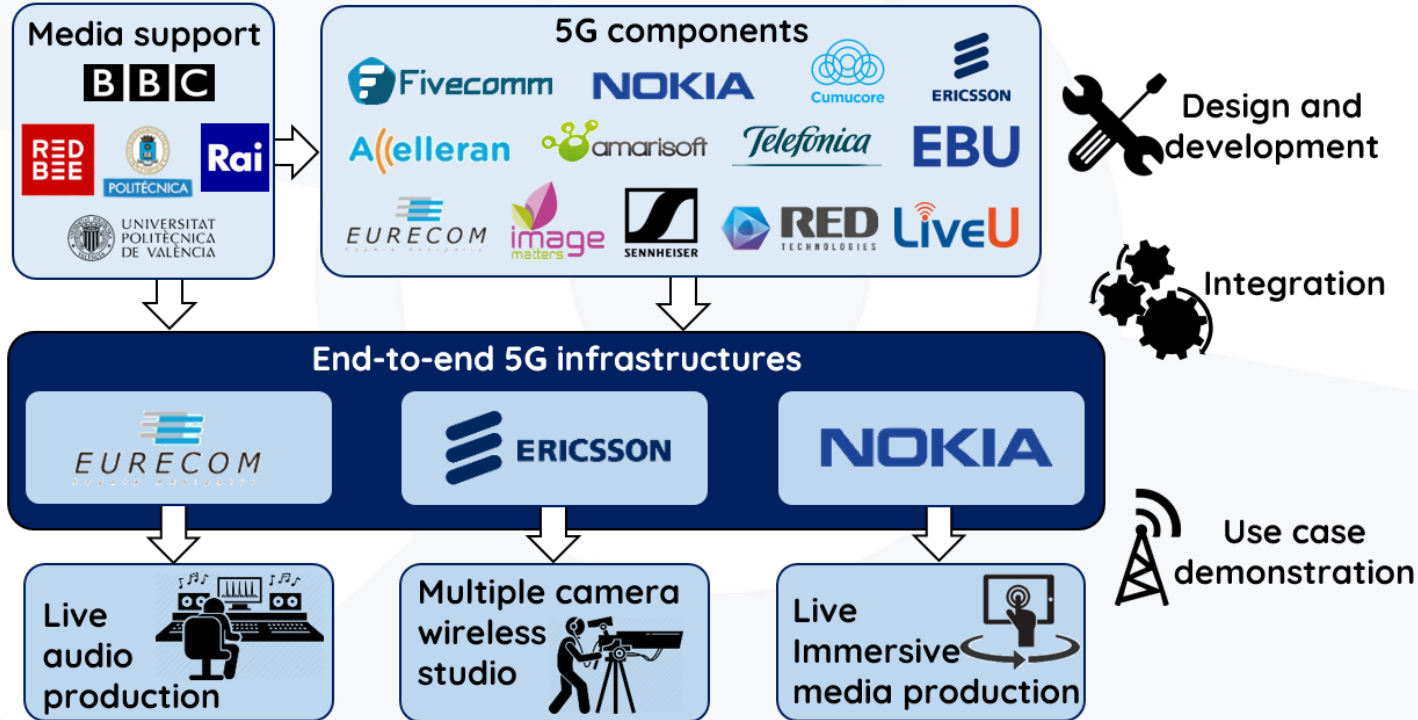 Media support
BBC
RED
BEE
POLITÉCNICA
Rai
UNIVERSITAT
POLITÈCNICA
DE VALÈNCIA
5G components
Fivecomm
NOKIA
Cumucore
ERICSSON
Accelleran
amarisoft
Telefónica
EBU
EURECOM
image
matters
SENNHEISER
RED
TECHNOLOGIES
LiveU
Design and
development
Integration
End-to-end 5G infrastructures
EURECOM
ERICSSON
NOKIA
Use case
demonstration
Live
audio
production
Multiple camera
wireless
studio
Live
Immersive
media production